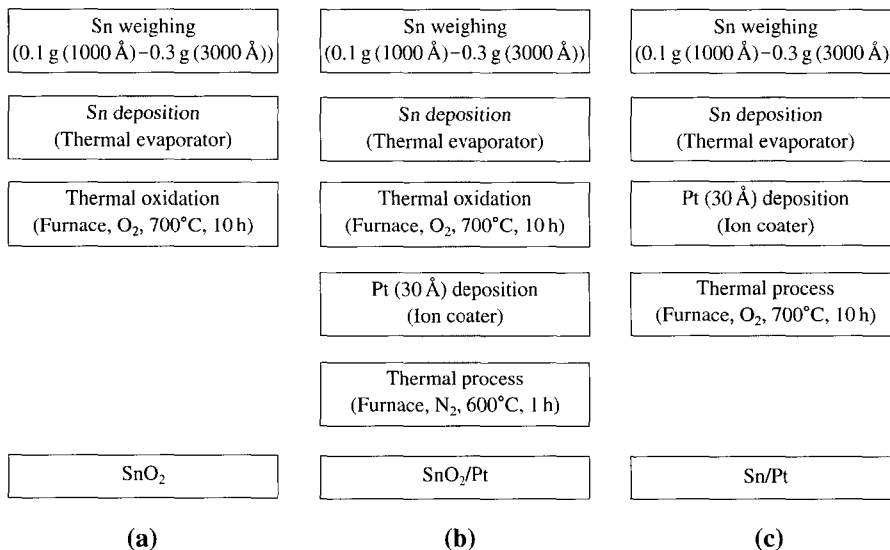 Sn weighing
(0.1 g (1000 Å)–0.3 g (3000 Å))
Sn deposition
(Thermal evaporator)
Thermal oxidation
(Furnace, O₂, 700°C, 10 h)
SnO₂
(a)
Sn weighing
(0.1 g (1000 Å)–0.3 g (3000 Å))
Sn deposition
(Thermal evaporator)
Thermal oxidation
(Furnace, O₂, 700°C, 10 h)
Pt (30 Å) deposition
(Ion coater)
Thermal process
(Furnace, N₂, 600°C, 1 h)
SnO₂/Pt
(b)
Sn weighing
(0.1 g (1000 Å)–0.3 g (3000 Å)
Sn deposition
(Thermal evaporator)
Pt (30 Å) deposition
(Ion coater)
Thermal process
(Furnace, O₂, 700°C, 10 h)
Sn/Pt
(c)